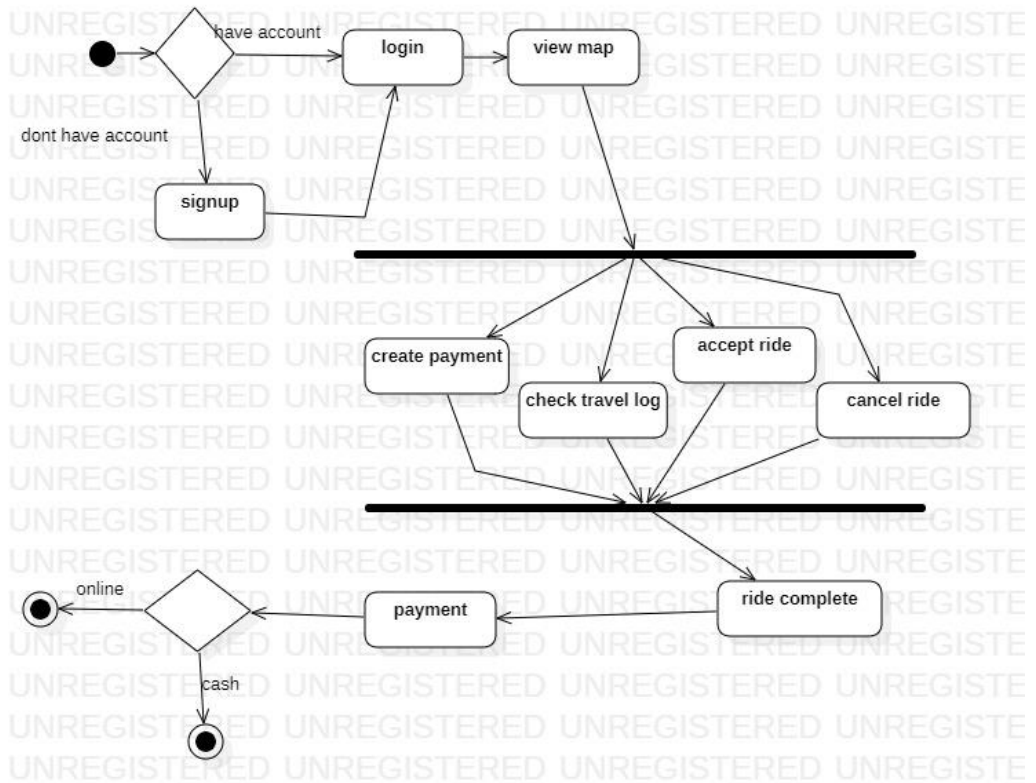 UNREGISTERED
have account
login
view map
dont have account
signup
create payment
check travel log
accept ride
cancel ride
ride complete
payment
online
cash